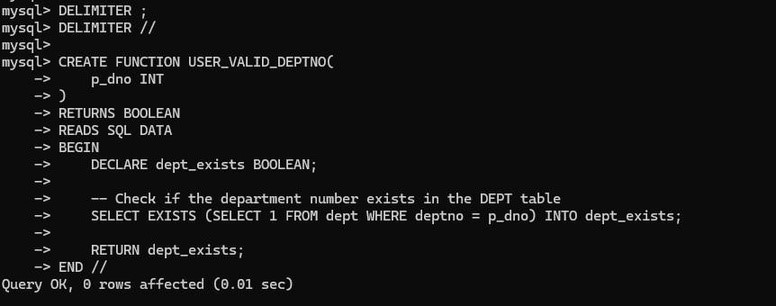 mysql> DELIMITER ;
mysql> DELIMITER //
mysql>
mysql> CREATE FUNCTION USER_VALID_DEPTNO(
    ->     p_dno INT
    -> )
    -> RETURNS BOOLEAN
    -> READS SQL DATA
    -> BEGIN
    ->     DECLARE dept_exists BOOLEAN;
    ->
    ->     -- Check if the department number exists in the DEPT table
    ->     SELECT EXISTS (SELECT 1 FROM dept WHERE deptno = p_dno) INTO dept_exists;
    ->
    ->     RETURN dept_exists;
    -> END //
Query OK, 0 rows affected (0.01 sec)